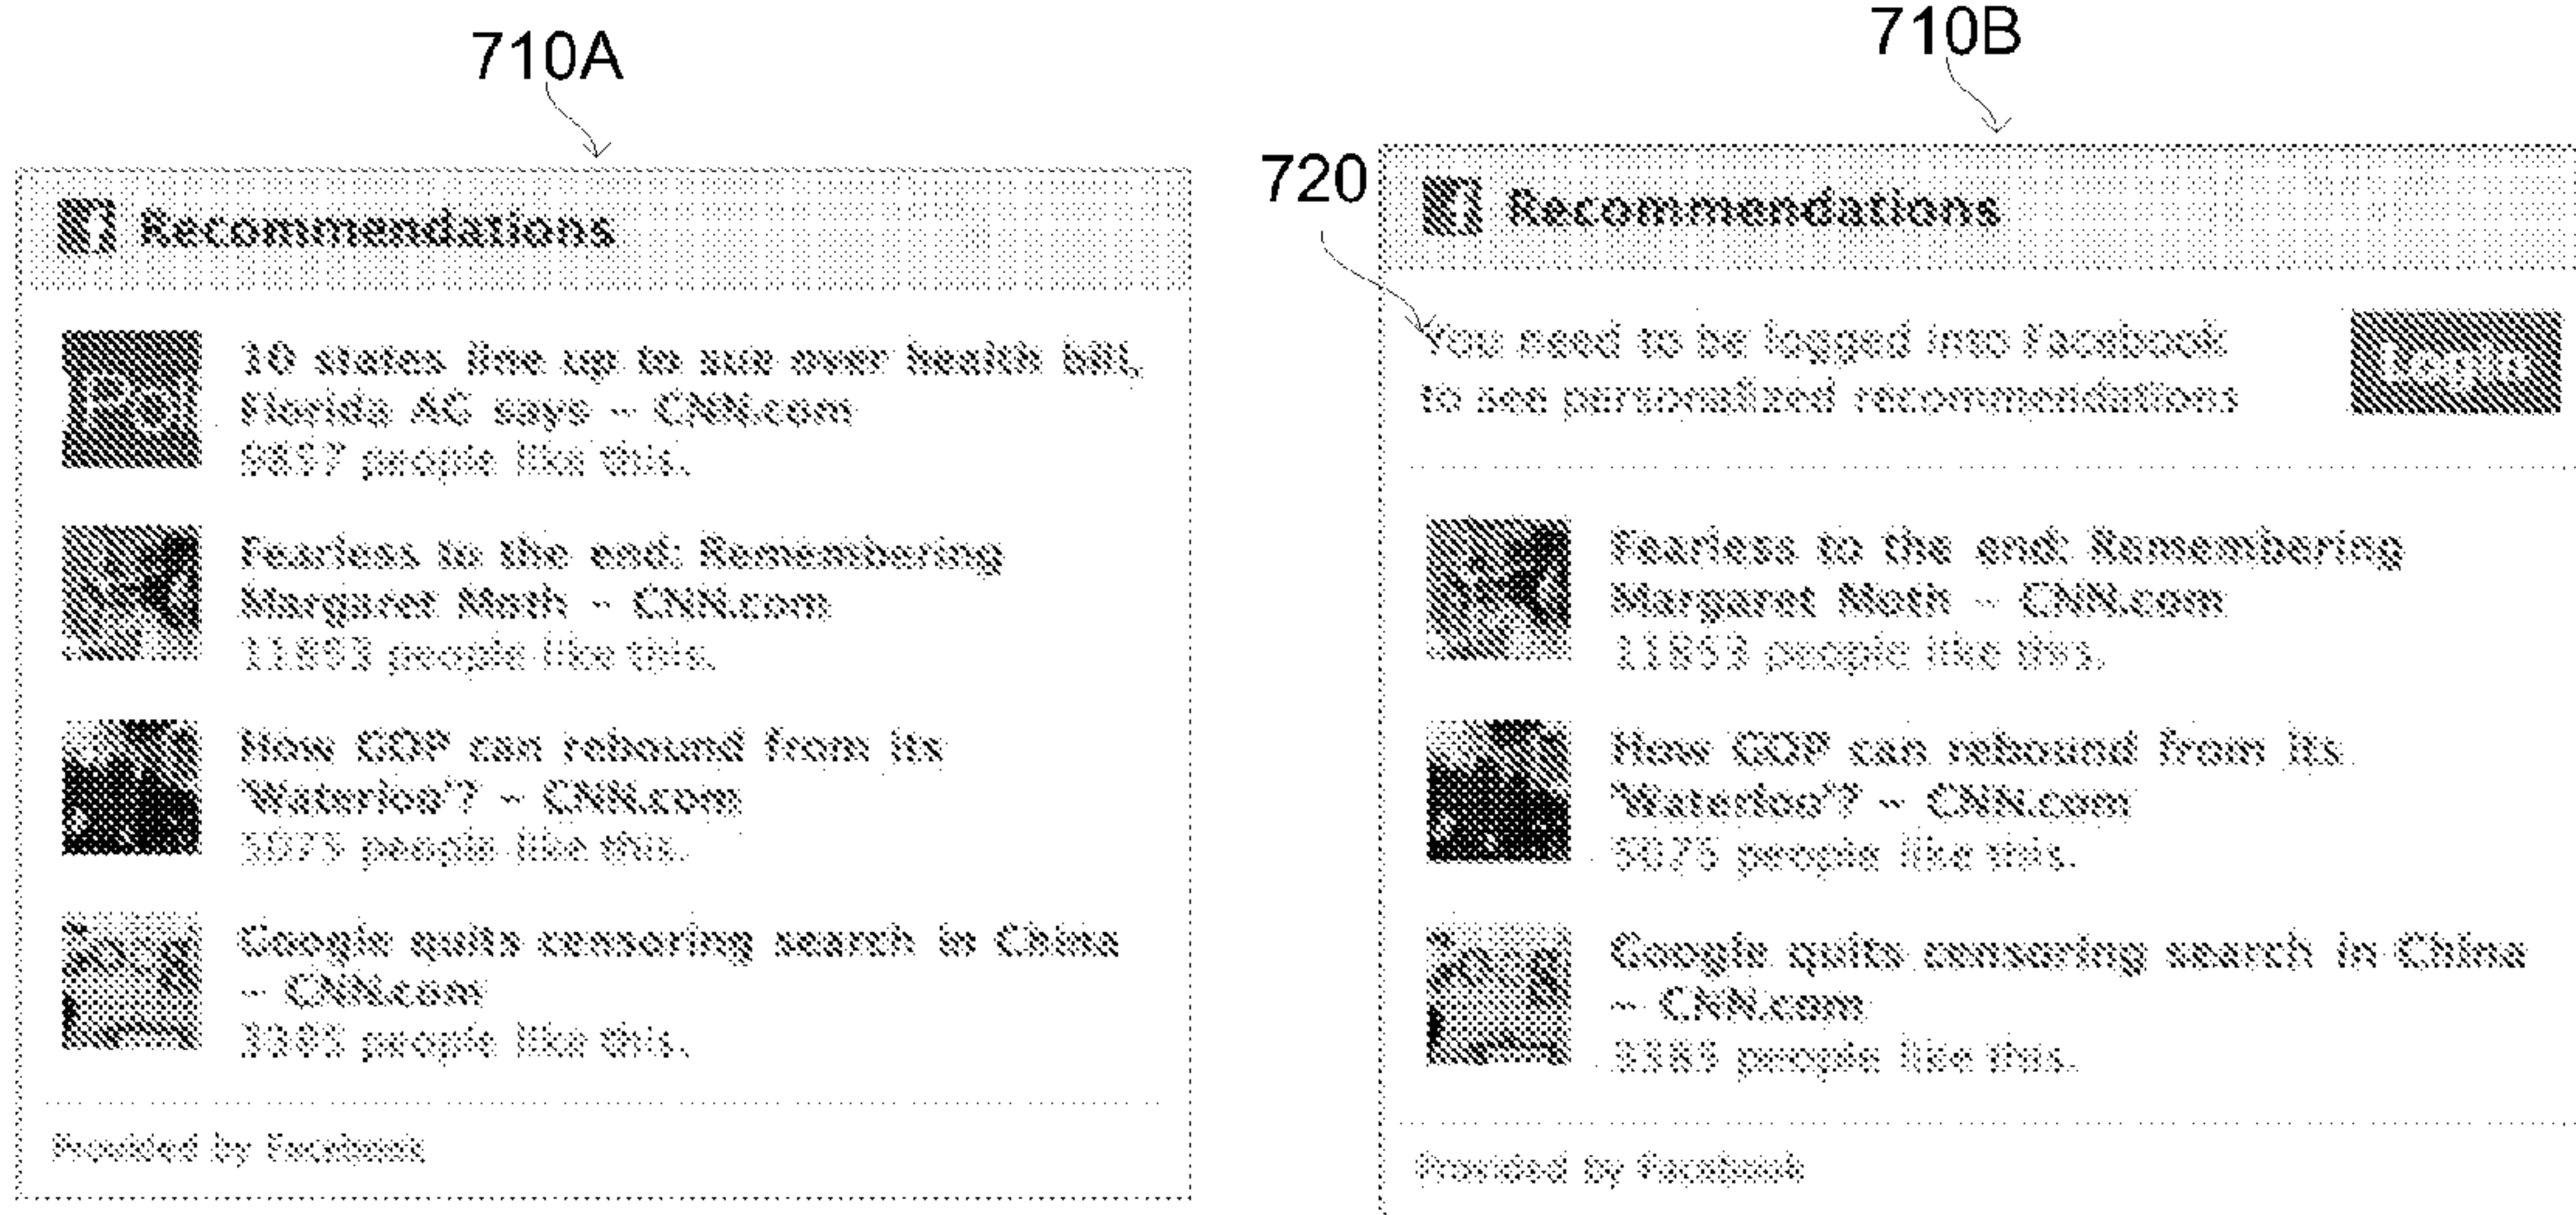 710A
Recommendations
10 states line up to sue over health bill,
Florida AG says - CNN.com
people like this.
Fearless to the end: Remembering
Margaret Moth - CNN.com
people like this.
How GOP can rebound from its
'Waterloo'? - CNN.com
5075 people like this.
Google quits censoring search in China
- CNN.com
3385 people like this.
Provided by Facebook
710B
720
Recommendations
You need to be logged into Facebook
to see personalized recommendations
Login
Fearless to the end: Remembering
Margaret Moth - CNN.com
people like this.
How GOP can rebound from its
'Waterloo'? - CNN.com
5075 people like this.
Google quits censoring search in China
- CNN.com
3385 people like this.
Provided by Facebook